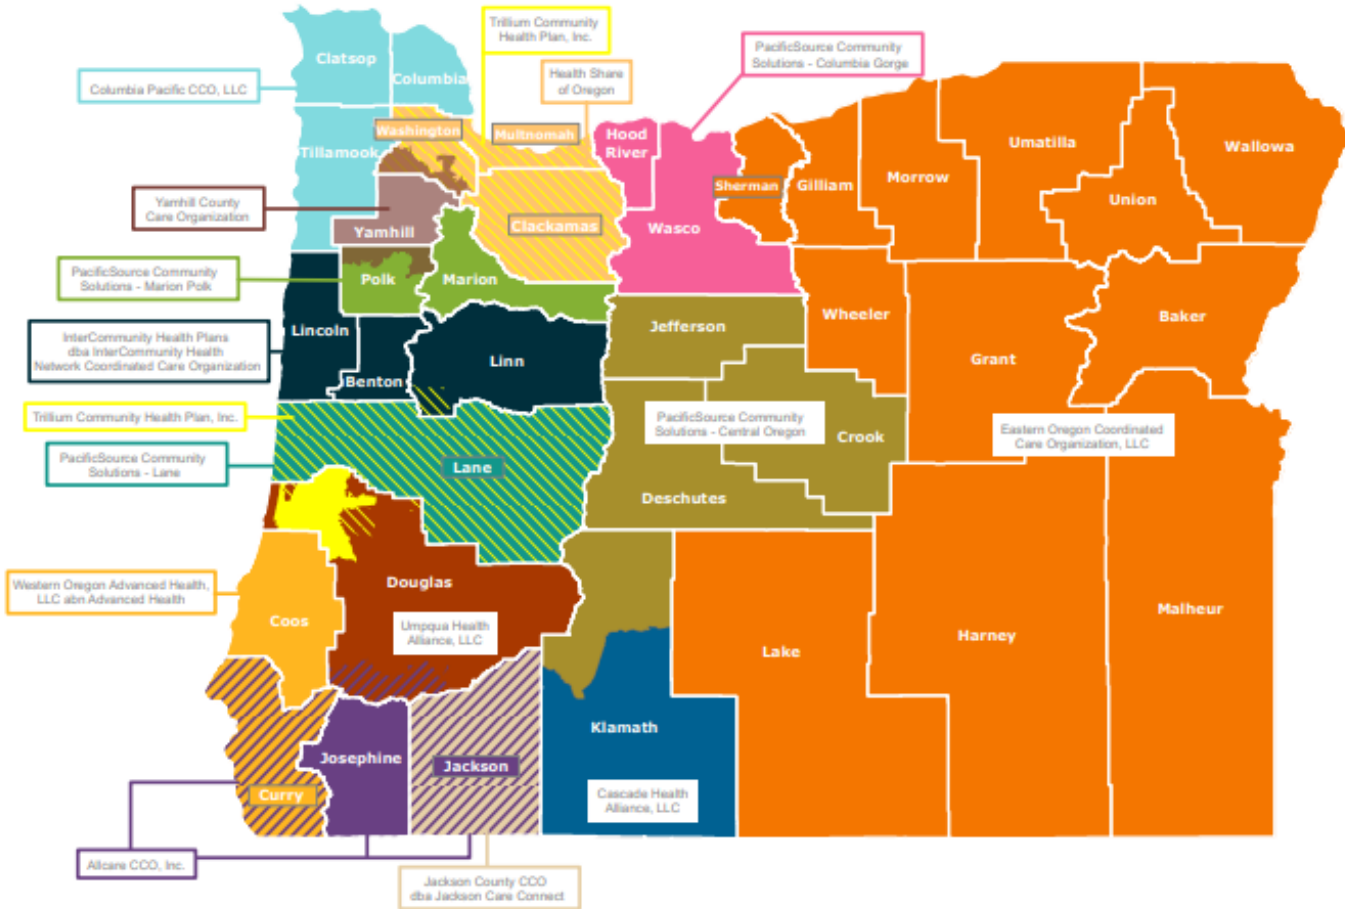 Trillium Community
Health Plan, Inc.
PacificSource Community
Solutions - Columbia Gorge
Clatsop
Columbia
Health Share
of Oregon
Columbia Pacific CCO, LLC
Washington
Multnomah
Hood
River
Umatilla
Wallowa
Tillamook
Sherman
Gilliam
Morrow
Union
Yamhill County
Care Organization
Yamhill
Clackamas
Wasco
PacificSource Community
Solutions - Marion Polk
Polk
Marion
Lincoln
Jefferson
Wheeler
Baker
InterCommunity Health Plans
dba InterCommunity Health
Network Coordinated Care Organization
Benton
Linn
Grant
Trillium Community Health Plan, Inc.
PacificSource Community
Solutions - Central Oregon
Crook
Eastern Oregon Coordinated
Care Organization, LLC
PacificSource Community
Solutions - Lane
Lane
Deschutes
Western Oregon Advanced Health,
LLC abn Advanced Health
Douglas
Coos
Umpqua Health
Alliance, LLC
Malheur
Harney
Lake
Klamath
Josephine
Jackson
Curry
Cascade Health
Alliance, LLC
Allcare CCO, Inc.
Jackson County CCO
dba Jackson Care Connect